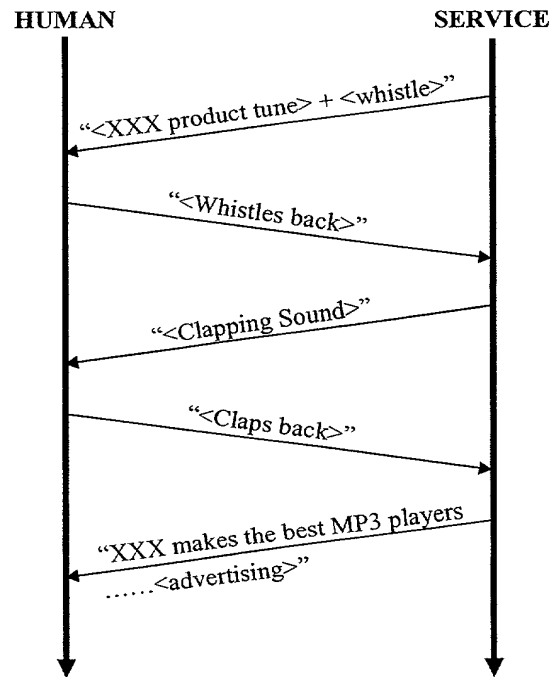 HUMAN
SERVICE
“<XXX product tune> + <whistle>”
“<Whistles back>”
“<Clapping Sound>”
“<Claps back>”
“XXX makes the best MP3 players
……<advertising>”